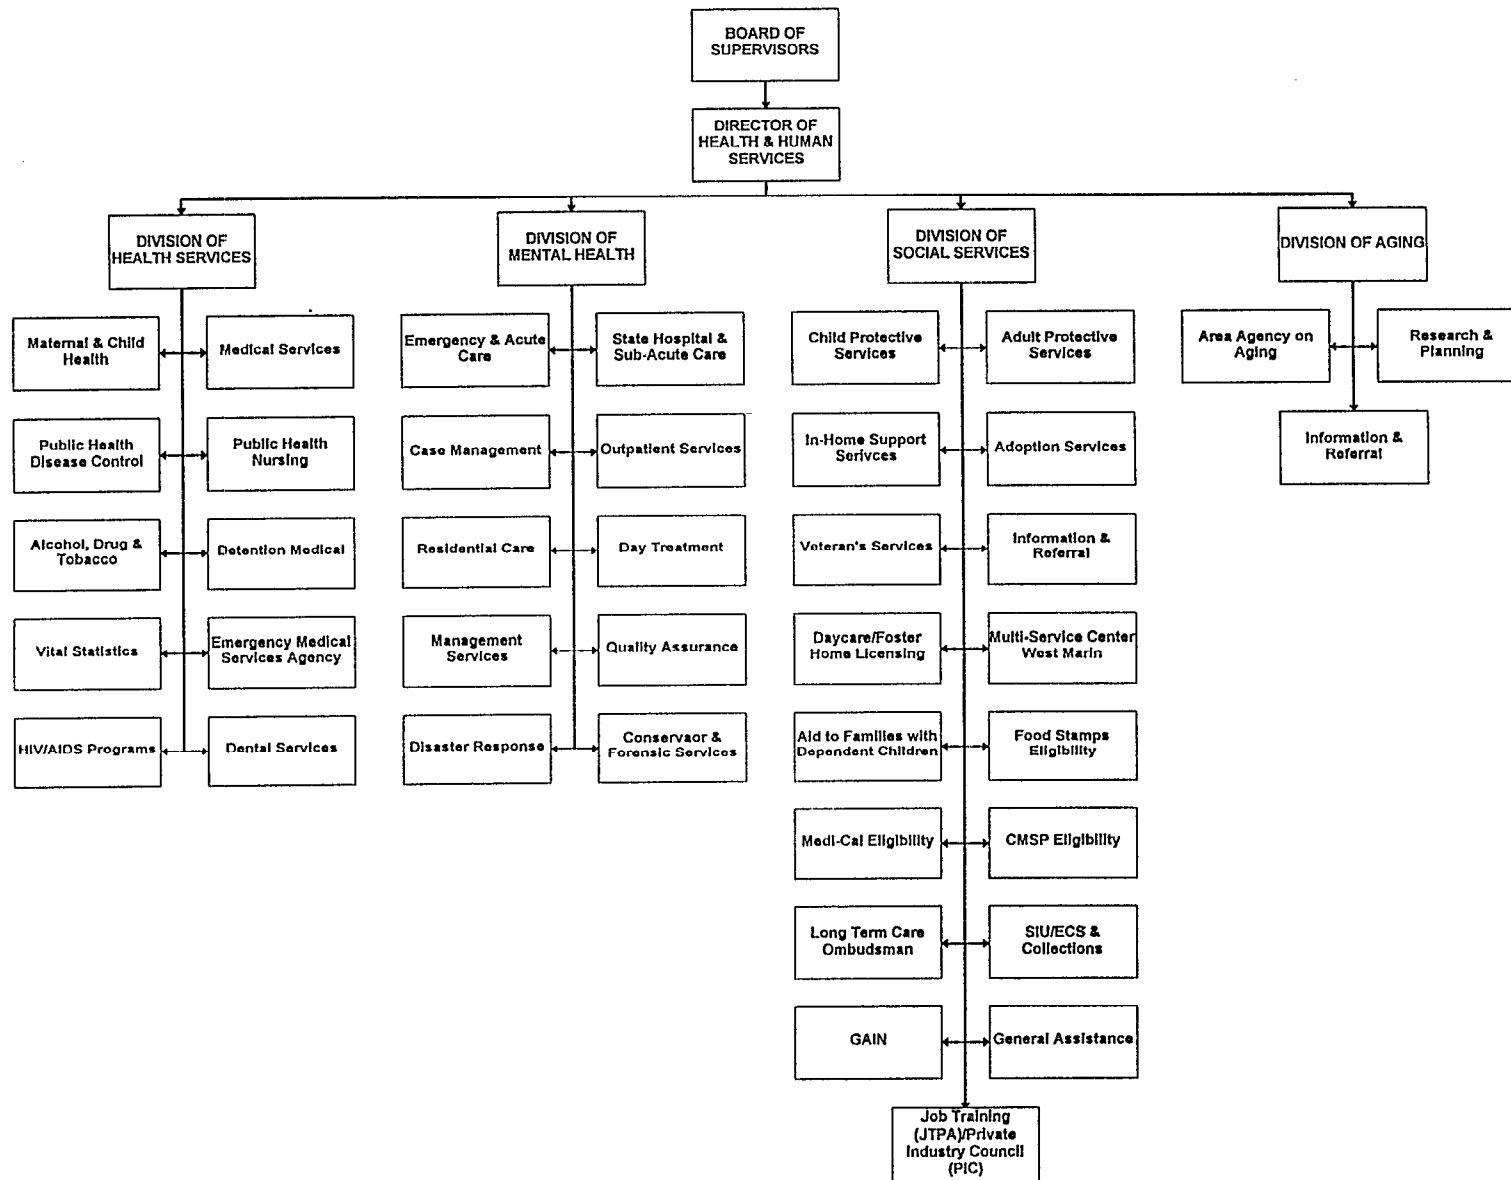 BOARD OF
SUPERVISORS
DIRECTOR OF
HEALTH & HUMAN
SERVICES
DIVISION OF
HEALTH SERVICES
DIVISION OF
MENTAL HEALTH
DIVISION OF
SOCIAL SERVICES
DIVISION OF AGING
Maternal & Child
Health
Medical Services
Public Health
Disease Control
Public Health
Nursing
Alcohol, Drug &
Tobacco
Detention Medical
Vital Statistics
Emergency Medical
Services Agency
HIV/AIDS Programs
Dental Services
Emergency & Acute
Care
State Hospital &
Sub-Acute Care
Case Management
Outpatient Services
Residential Care
Day Treatment
Management
Services
Quality Assurance
Disaster Response
Conservaor &
Forensic Services
Child Protective
Services
Adult Protective
Services
In-Home Support
Serivces
Adoption Services
Veteran's Services
Information &
Referral
Daycare/Foster
Home Licensing
Multi-Service Center
West Marin
Aid to Families with
Dependent Children
Food Stamps
Eligibility
Medi-Cal Eligibility
CMSP Eligibility
Long Term Care
Ombudsman
SIU/ECS &
Collections
GAIN
General Assistance
Job Training
(JTPA)/Private
Industry Council
(PIC)
Area Agency on
Aging
Research &
Planning
Information &
Referral